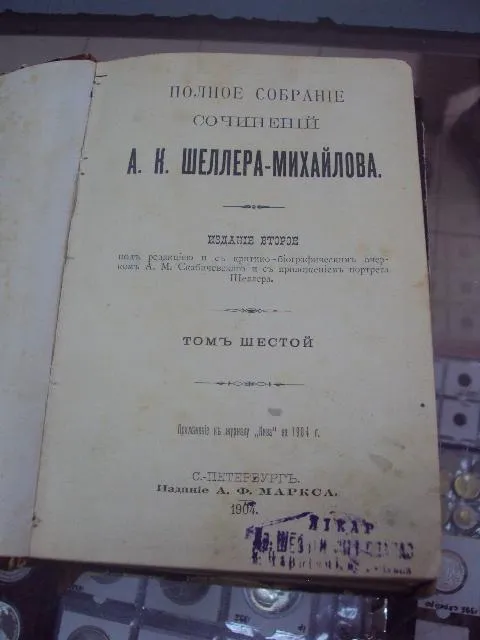 ПОЛНОЕ СОБРАНІЕ
СОЧИНЕНІЙ
А. К. ШЕЛЛЕРА-МИХАЙЛОВА.
ИЗДАНІЕ ВТОРОЕ
подъ редакціею и съ критико-біографическимъ очер-
комъ А. М. Скабичевскаго и съ приложеніемъ портрета
Шеллера.
ТОМЪ ШЕСТОЙ
Приложеніе къ журналу „Нива" на 1904 г.
С.-ПЕТЕРБУРГЪ.
Изданіе А. Ф. МАРКСА.
1904.
ЛІКАР